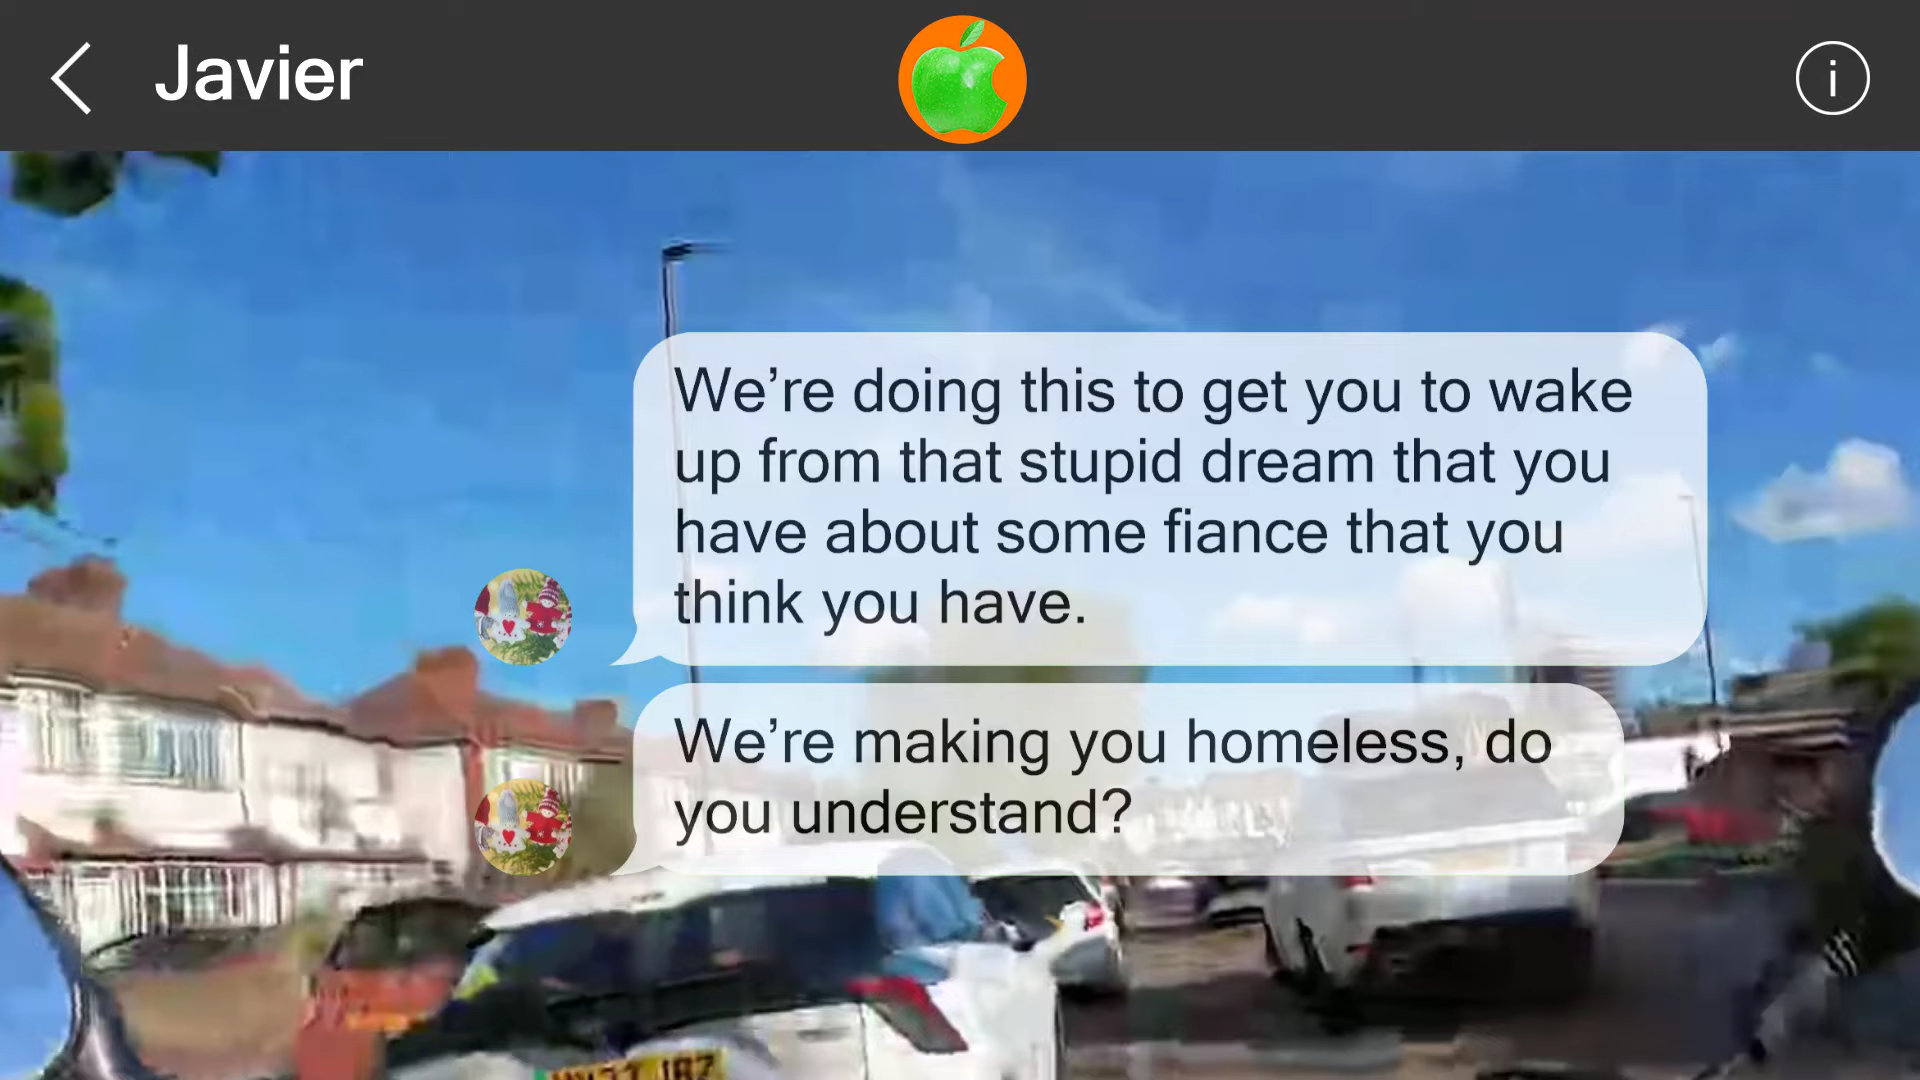 Javier
i
We're doing this to get you to wake
up from that stupid dream that you
have about some fiance that you
think you have.
We're making you homeless, do
you understand?